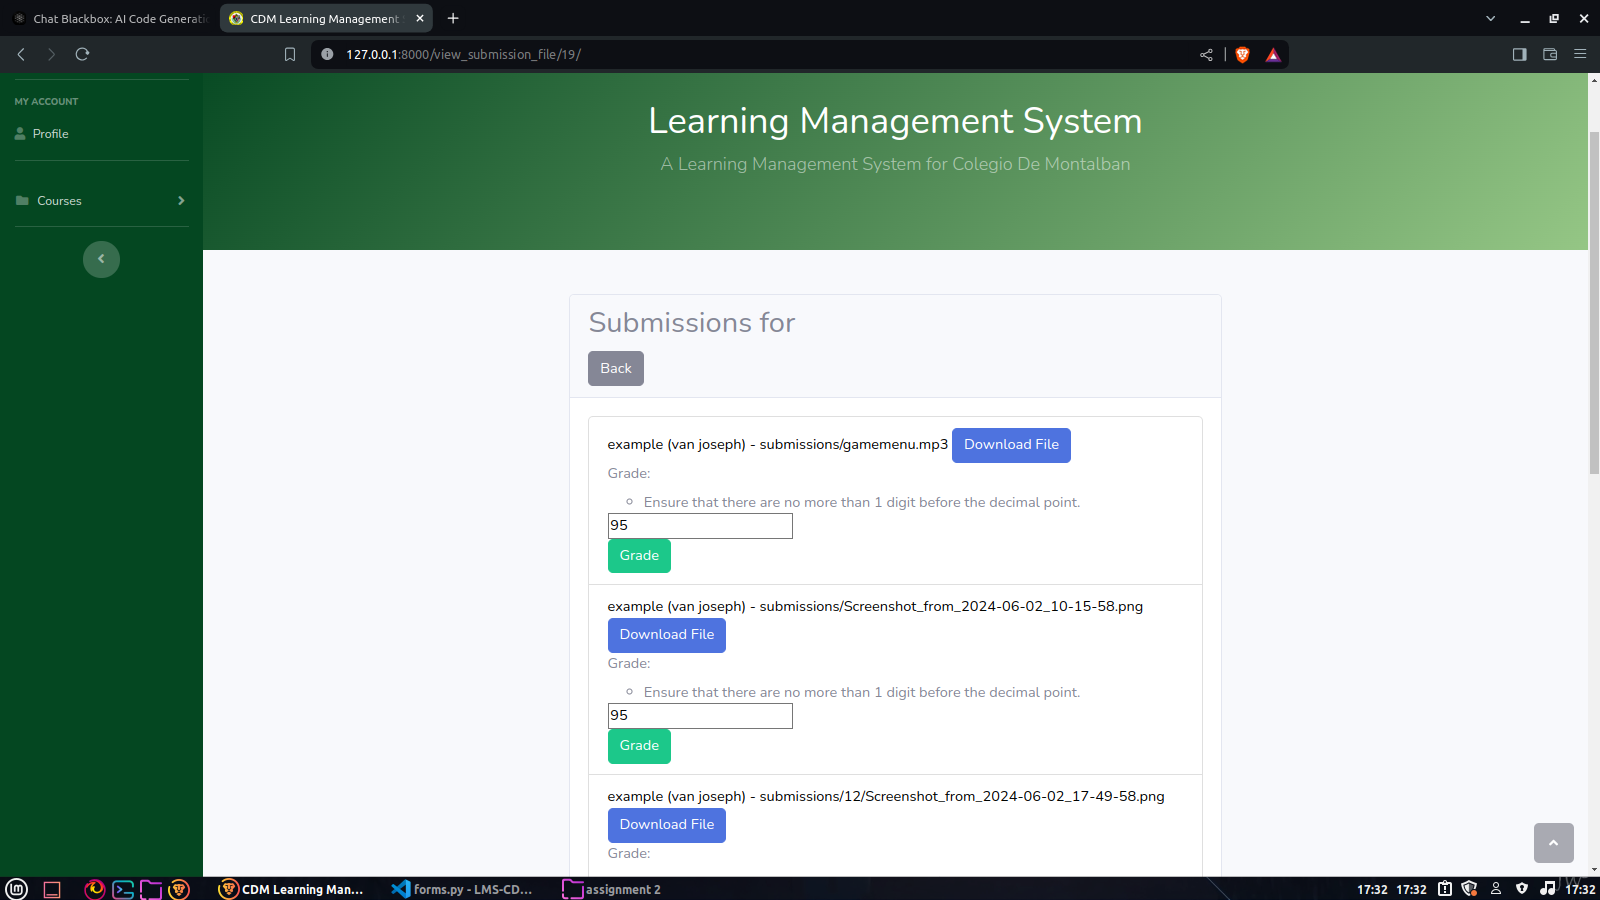 Chat Blackbox: AI Code Generati
CDM Learning Management
127.0.0.1:8000/view_submission_file/19/
MY ACCOUNT
Profile
Courses
Learning Management System
A Learning Management System for Colegio De Montalban
Submissions for
Back
example (van joseph) - submissions/gamemenu.mp3 Download File
Grade:
Ensure that there are no more than 1 digit before the decimal point.
95
Grade
example (van joseph) - submissions/Screenshot_from_2024-06-02_10-15-58.png
Download File
Grade:
Ensure that there are no more than 1 digit before the decimal point.
95
Grade
example (van joseph) - submissions/12/Screenshot_from_2024-06-02_17-49-58.png
Download File
Grade:
CDM Learning Man...
forms.py - LMS-CD...
assignment 2
17:32 17:32
17:32